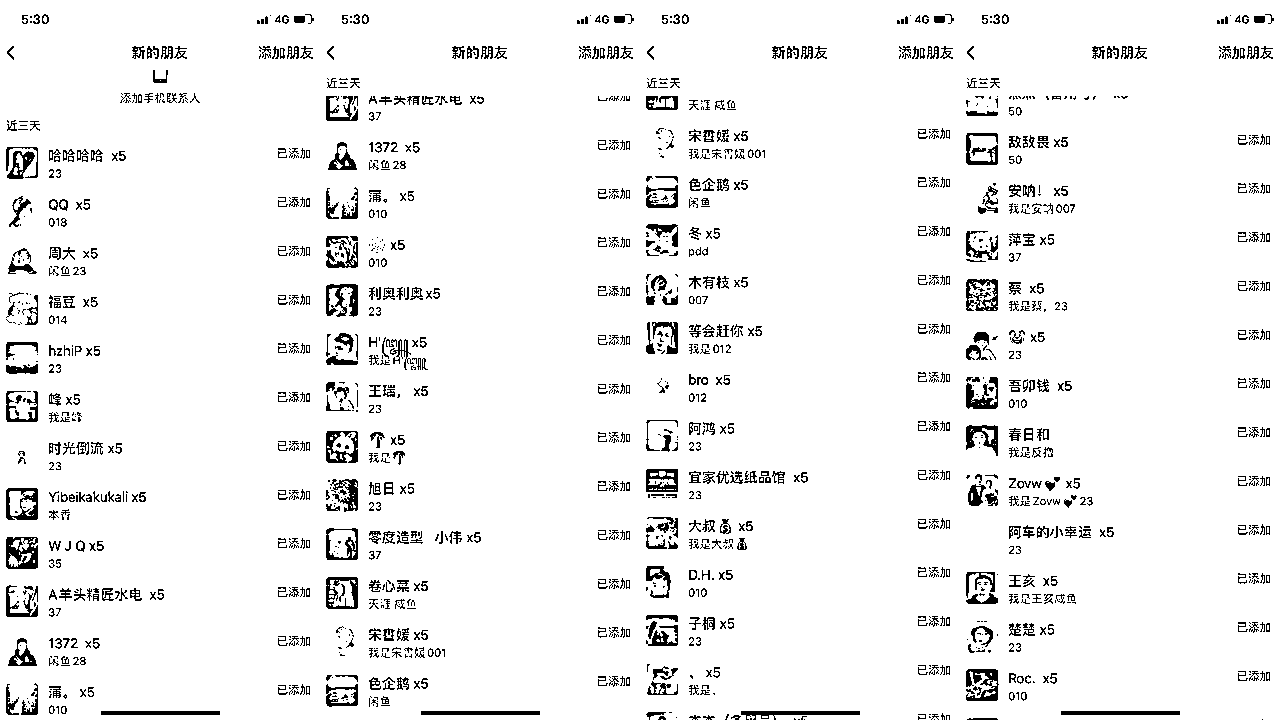 5:30
4G
新的朋友
添加朋友
添加手机联系人
近三天
哈哈哈哈 x5
23
已添加
QQ x5
018
已添加
周大 x5
闲鱼23
已添加
福豆 x5
014
已添加
hzhiP x5
23
已添加
峰 x5
我是峰
已添加
时光倒流 x5
23
已添加
Yibeikakukali x5
本香
已添加
W J Q x5
35
已添加
A羊头精匠水电 x5
37
已添加
1372 x5
闲鱼28
已添加
蒲。 x5
010
已添加
5:30
4G
新的朋友
添加朋友
近三天
A羊头精匠水电 x5
37
已添加
1372 x5
闲鱼28
已添加
蒲。 x5
010
已添加
x5
010
已添加
利奥利奥x5
23
已添加
x5
我是
已添加
王瑞， x5
23
已添加
🌴 x5
我是🌴
已添加
旭日 x5
23
已添加
零度造型 小伟 x5
37
已添加
卷心菜 x5
天涯 咸鱼
已添加
宋雪媛 x5
我是宋雪媛001
已添加
色企鹅 x5
闲鱼
已添加
5:30
4G
新的朋友
添加朋友
近三天
天涯 咸鱼
已添加
宋雪媛 x5
我是宋雪媛001
已添加
色企鹅 x5
闲鱼
已添加
冬 x5
pdd
已添加
木有枝 x5
007
已添加
等会赶你 x5
我是012
已添加
bro x5
012
已添加
阿鸿 x5
23
已添加
宜家优选纸品馆 x5
23
已添加
大叔💰 x5
我是大叔💰
已添加
D.H. x5
010
已添加
子桐 x5
23
已添加
、 x5
我是、
已添加
已添加
5:30
4G
新的朋友
添加朋友
近三天
50
敌敌畏 x5
50
已添加
安呐！ x5
我是安呐007
已添加
萍宝 x5
37
已添加
蔡 x5
我是蔡，23
已添加
x5
23
已添加
吾卯钱 x5
010
已添加
春日和
我是反撸
已添加
Zovw 💕 x5
我是Zovw 💕 23
已添加
阿车的小幸运 x5
23
已添加
王亥 x5
我是王亥咸鱼
已添加
楚楚 x5
23
已添加
Roc. x5
010
已添加
已添加